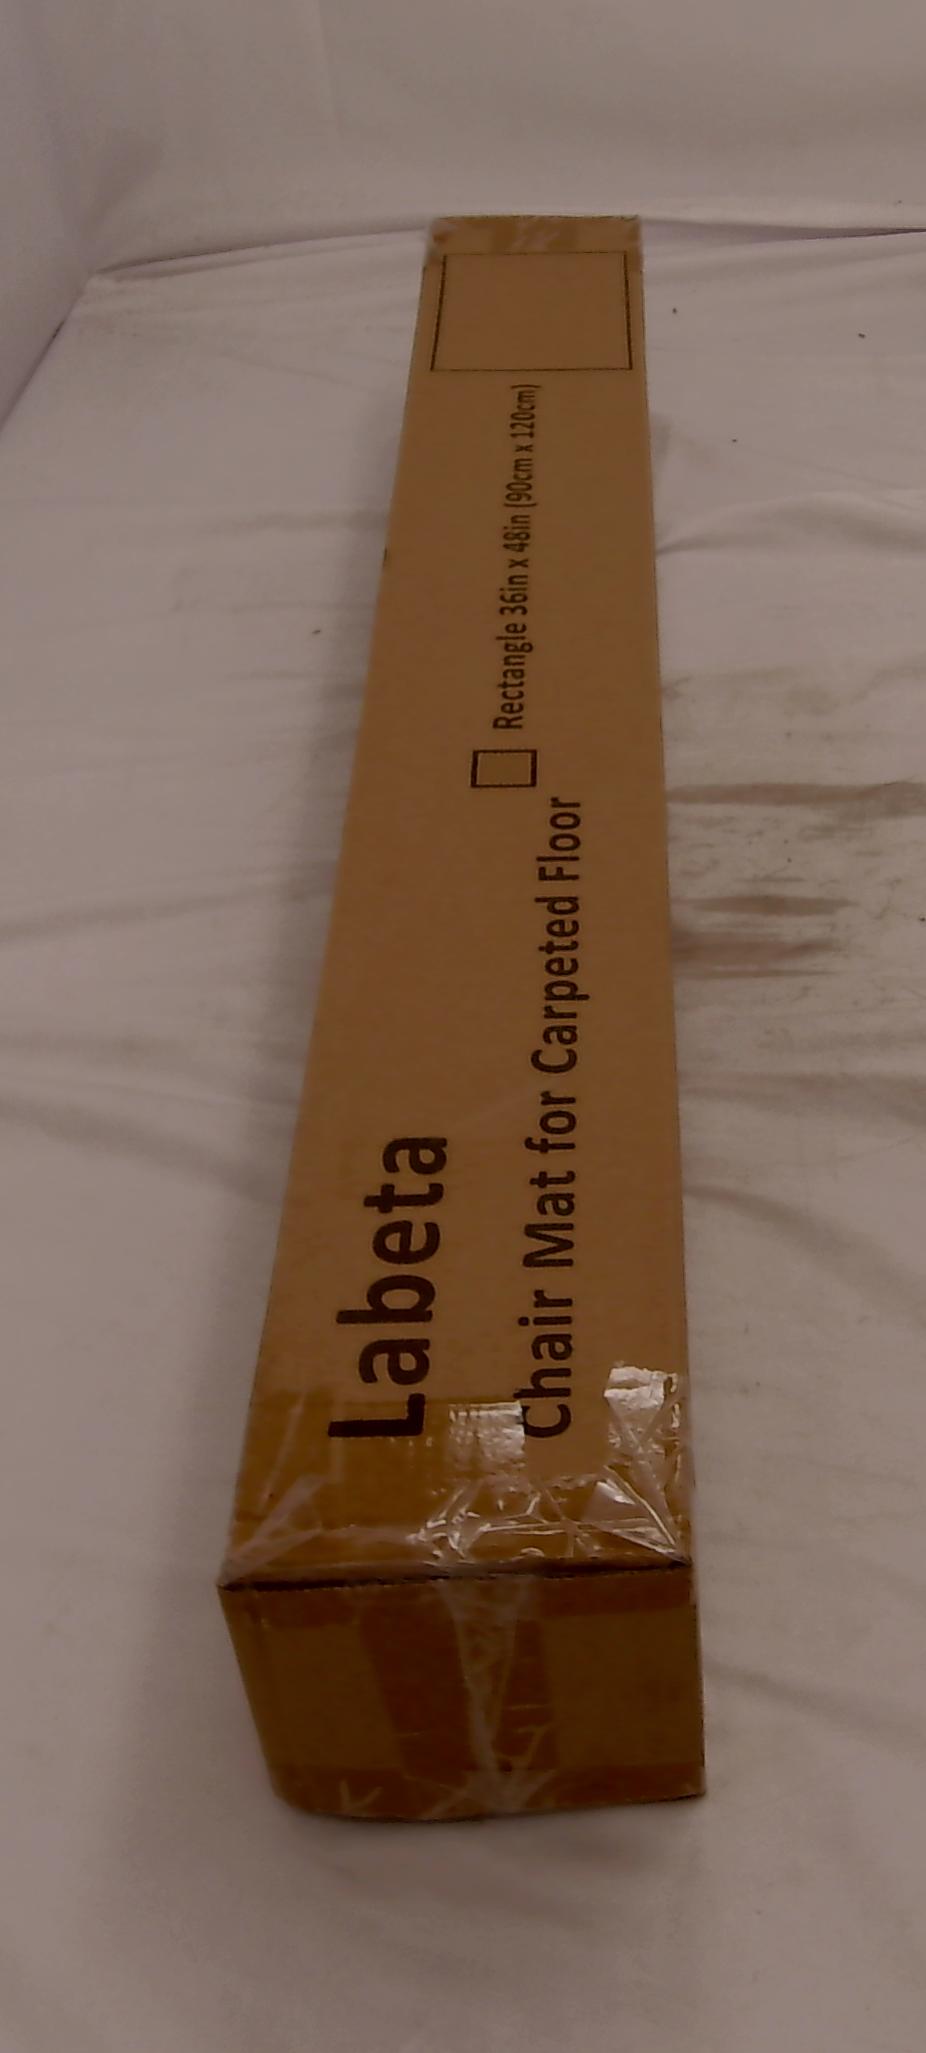 Labeta
Chair Mat for Carpeted Floor
Rectangle 36in x 48in (90cm x 120cm)